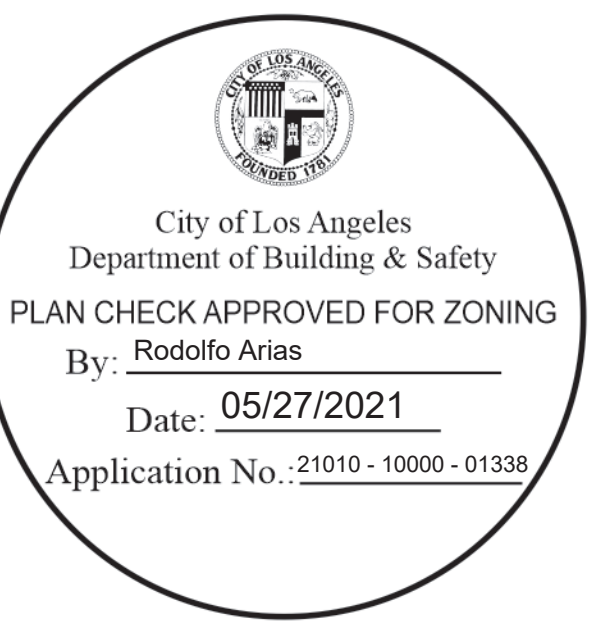 CITY OF LOS ANGELES
FOUNDED 1781
City of Los Angeles
Department of Building & Safety
PLAN CHECK APPROVED FOR ZONING
By: Rodolfo Arias
Date: 05/27/2021
Application No.: 21010 - 10000 - 01338